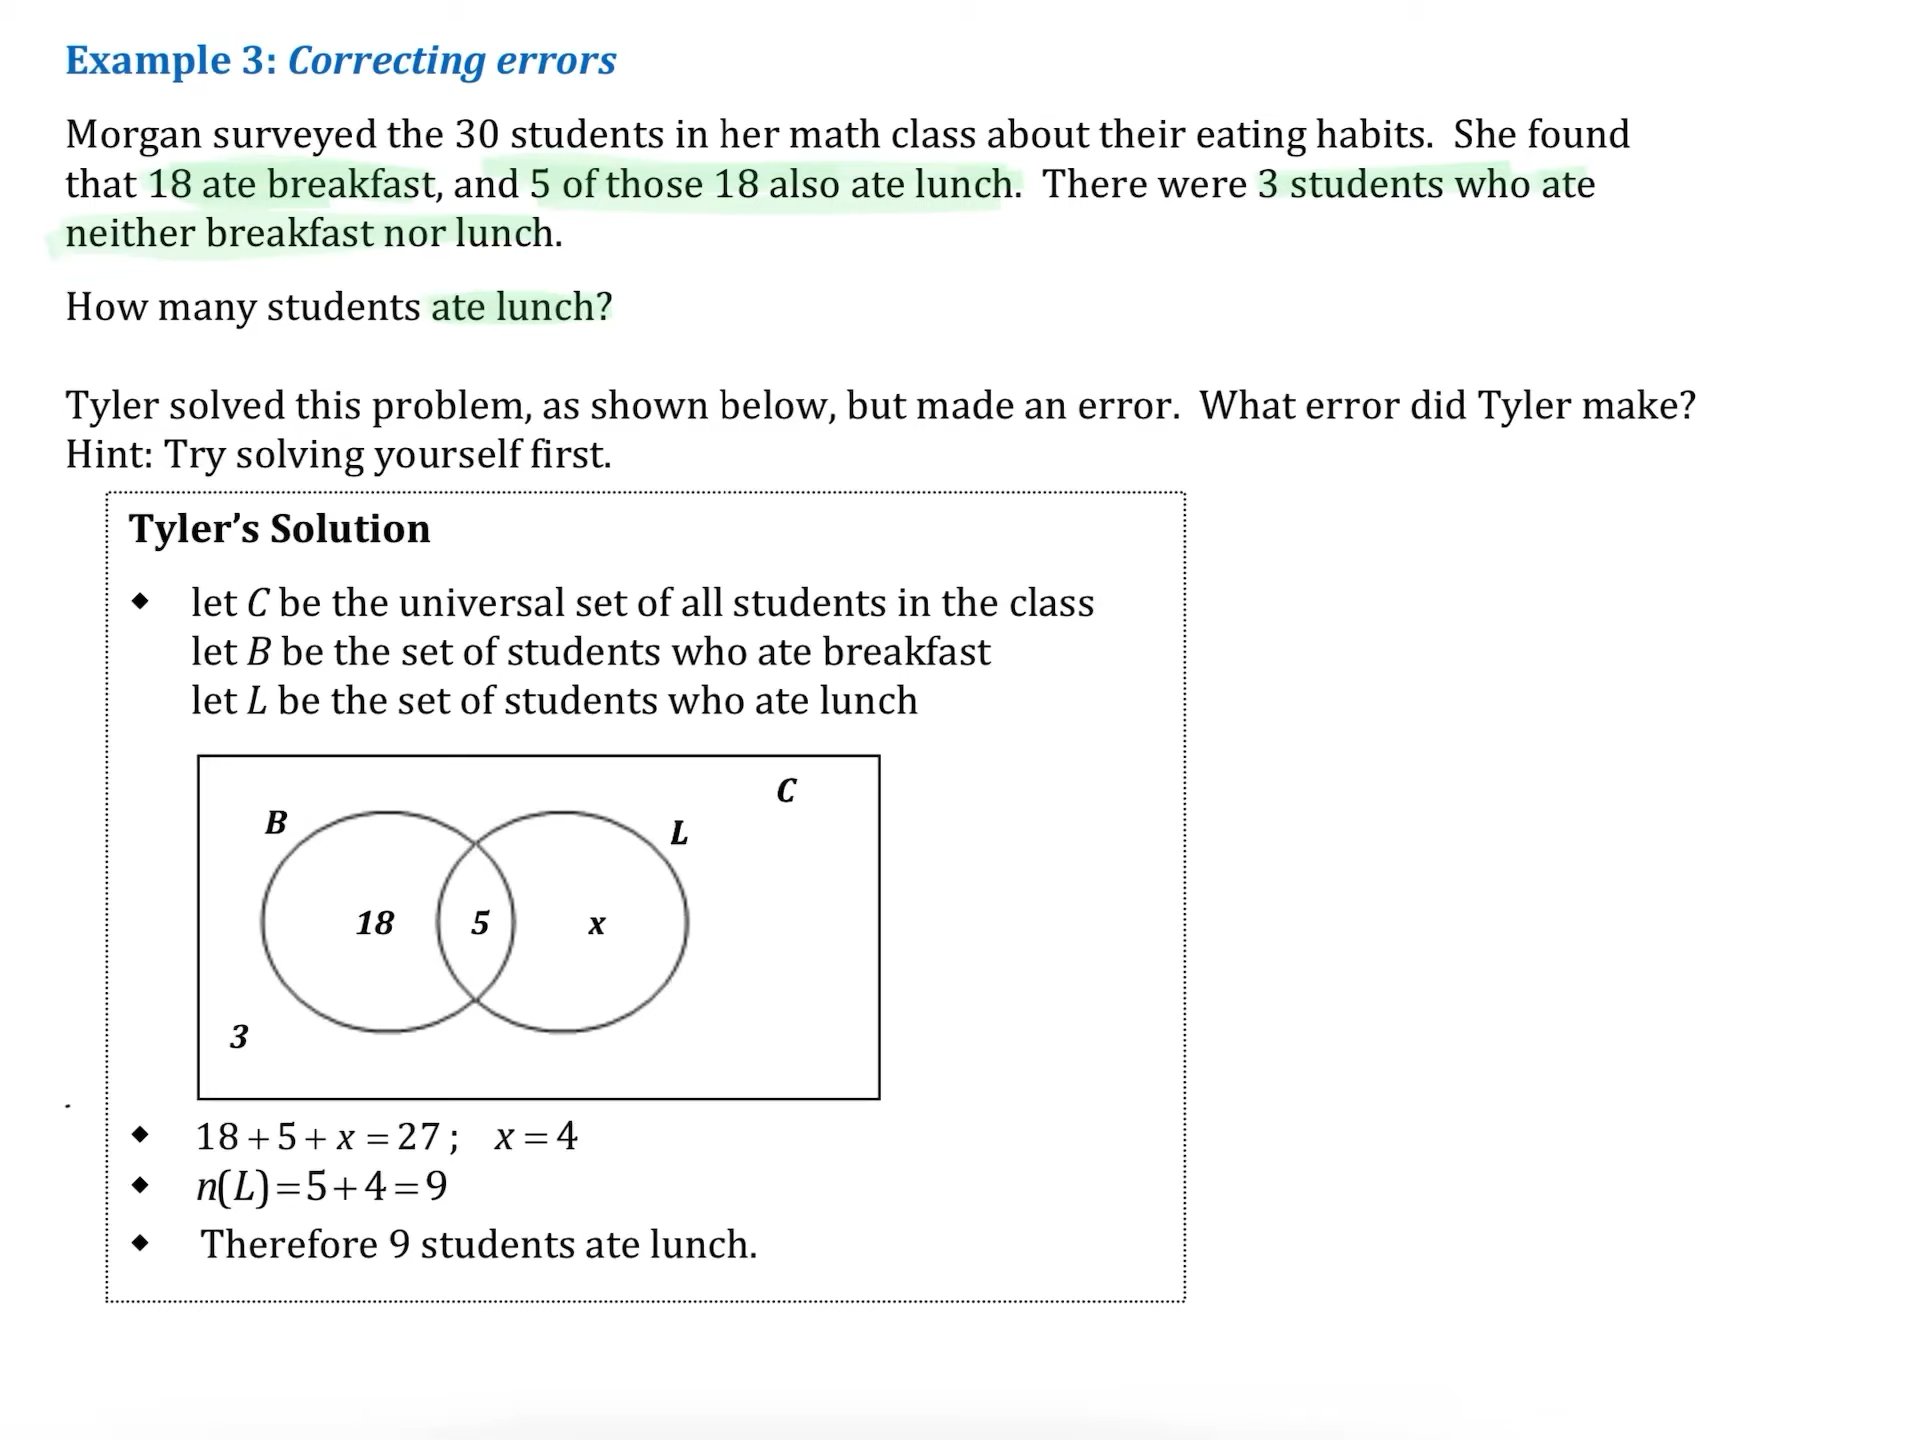 Example 3: Correcting errors
Morgan surveyed the 30 students in her math class about their eating habits. She found
that 18 ate breakfast, and 5 of those 18 also ate lunch. There were 3 students who ate
neither breakfast nor lunch.
How many students ate lunch?
Tyler solved this problem, as shown below, but made an error. What error did Tyler make?
Hint: Try solving yourself first.
Tyler's Solution
◆ let C be the universal set of all students in the class
let B be the set of students who ate breakfast
let L be the set of students who ate lunch
C
B
L
18 5 x
3
◆ 18 + 5 + x = 27 ; x = 4
◆ n(L) = 5 + 4 = 9
◆ Therefore 9 students ate lunch.